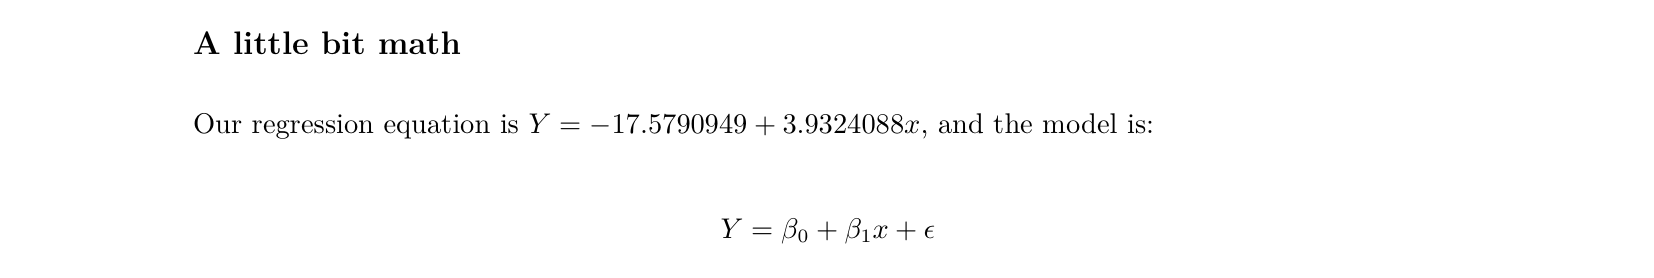 A little bit math
Our regression equation is Y = −17.5790949 + 3.9324088x, and the model is:
Y = β₀ + β₁x + ϵ